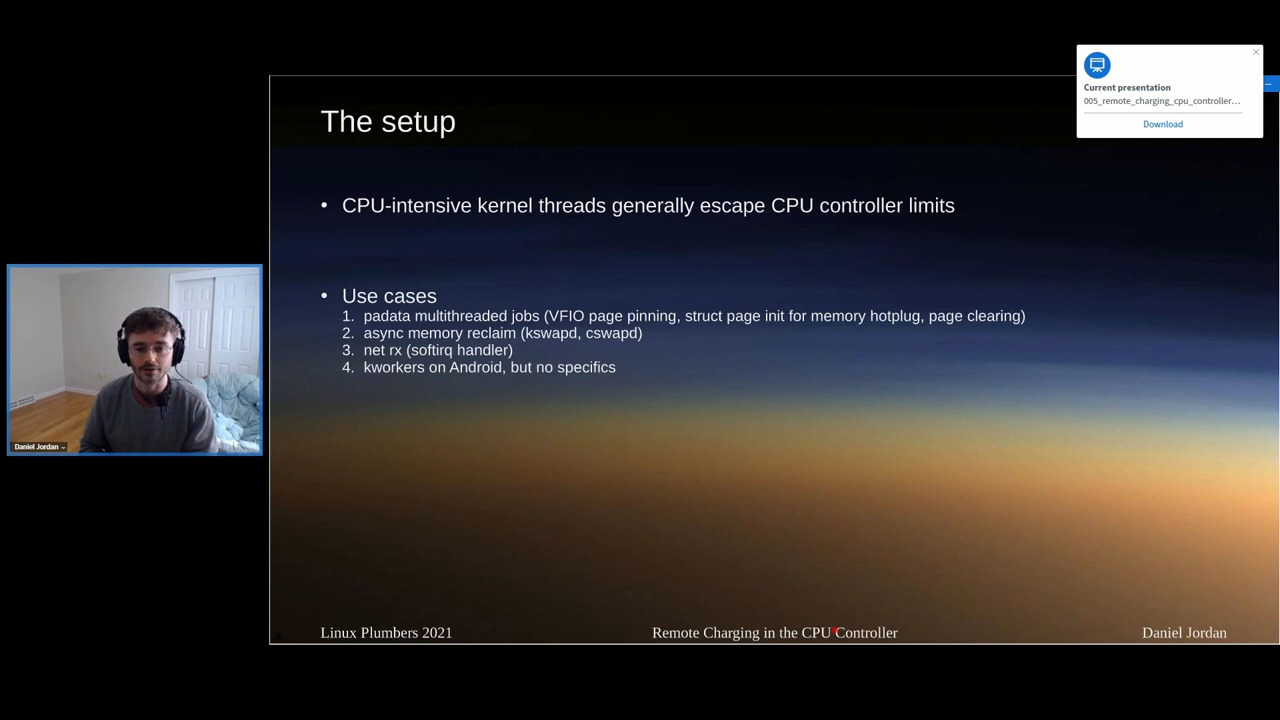 Current presentation
005_remote_charging_cpu_controller...
Download
The setup
• CPU-intensive kernel threads generally escape CPU controller limits
• Use cases
1. padata multithreaded jobs (VFIO page pinning, struct page init for memory hotplug, page clearing)
2. async memory reclaim (kswapd, cswapd)
3. net rx (softirq handler)
4. kworkers on Android, but no specifics
Daniel Jordan
Linux Plumbers 2021
Remote Charging in the CPU Controller
Daniel Jordan